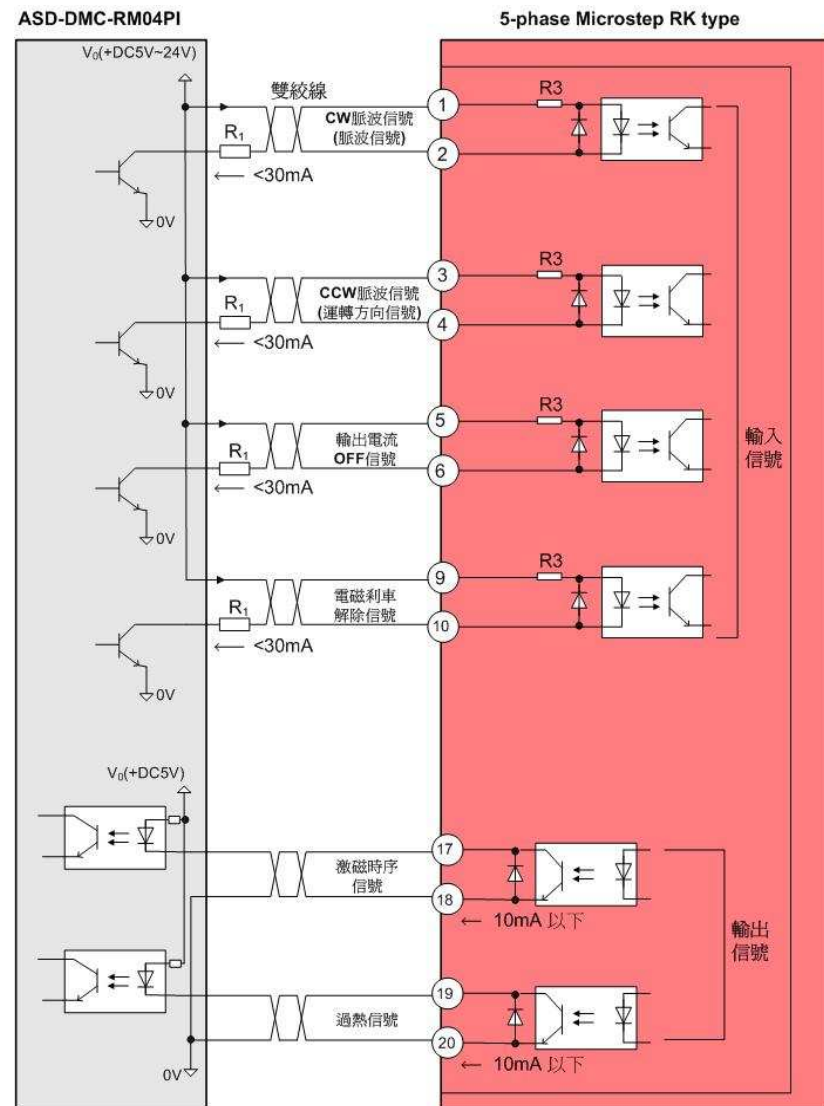 ASD-DMC-RM04PI
5-phase Microstep RK type
V₀(+DC5V~24V)
雙絞線
R₁
CW脈波信號
(脈波信號)
<30mA
0V
1
2
R3
R₁
CCW脈波信號
(運轉方向信號)
<30mA
0V
3
4
R3
R₁
輸出電流
OFF信號
<30mA
0V
5
6
R3
R₁
電磁剎車
解除信號
<30mA
0V
9
10
R3
輸入
信號
V₀(+DC5V)
激磁時序
信號
17
18
10mA 以下
過熱信號
19
20
10mA 以下
輸出
信號
0V